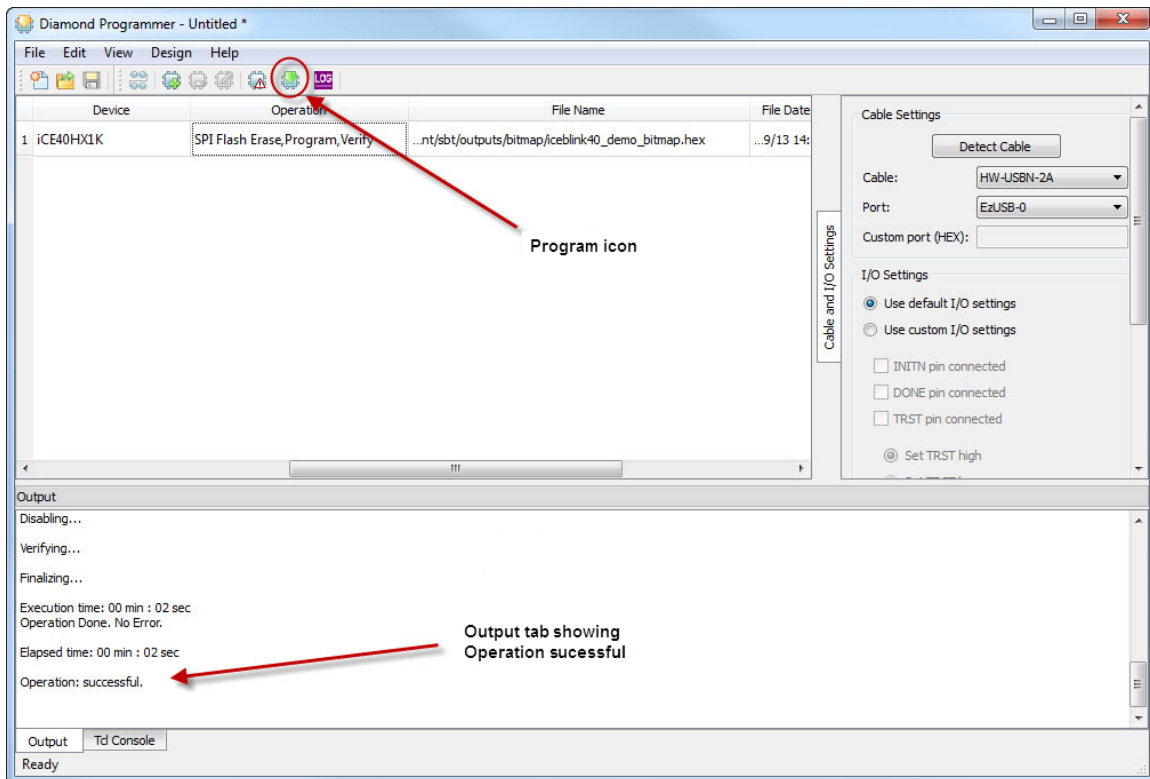 Diamond Programmer - Untitled *
File Edit View Design Help
LOG
Device Operation File Name File Date
1 iCE40HX1K SPI Flash Erase,Program,Verify ...nt/sbt/outputs/bitmap/iceblink40_demo_bitmap.hex ...9/13 14:
Program icon
Cable and I/O Settings
Cable Settings
Detect Cable
Cable: HW-USBN-2A
Port: EzUSB-0
Custom port (HEX):
I/O Settings
Use default I/O settings
Use custom I/O settings
INITN pin connected
DONE pin connected
TRST pin connected
Set TRST high
Output
Disabling...
Verifying...
Finalizing...
Execution time: 00 min : 02 sec
Operation Done. No Error.
Elapsed time: 00 min : 02 sec
Operation: successful.
Output tab showing
Operation sucessful
Output Tcl Console
Ready